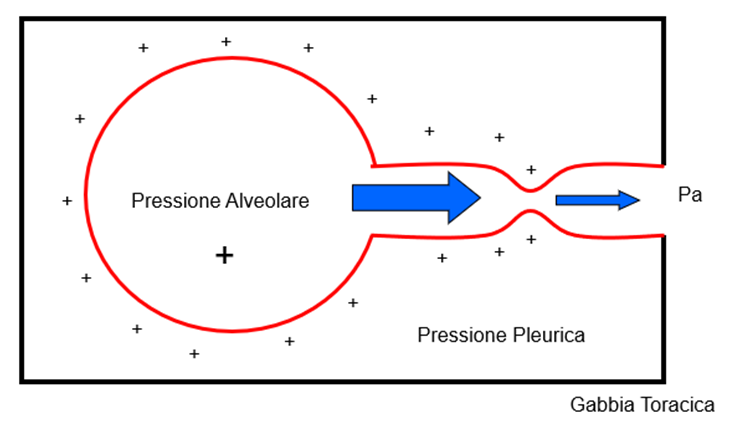 Pressione Alveolare
+
Pa
Pressione Pleurica
Gabbia Toracica